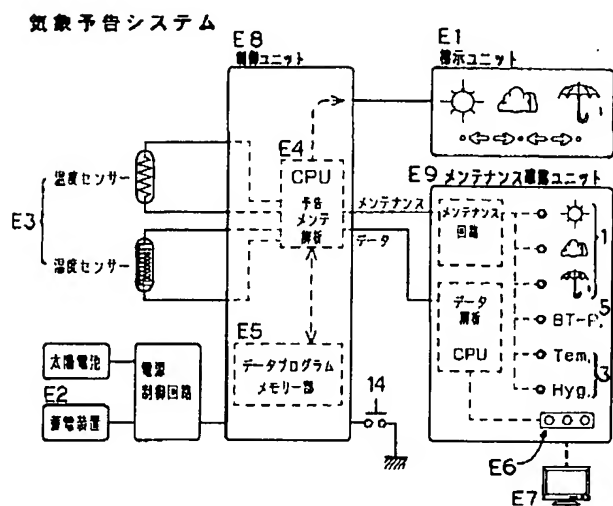 気象予告システム
E8
制御ユニット
E1
標示ユニット
E4
CPU
予告
メンテ
解析
E3
温度センサー
湿度センサー
メンテナンス
データ
E9 メンテナンス確認ユニット
メンテナンス
回路
データ
解析
CPU
1
5
BT-P.
Tem.
3
Hyg.
E5
データプログラム
メモリー部
太陽電池
E2
蓄電装置
電源
制御回路
14
E6
E7